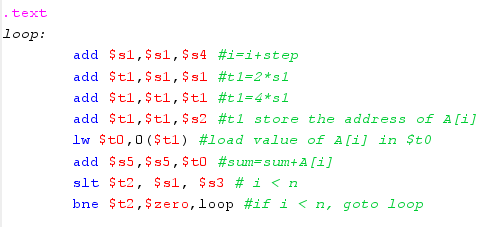 .text
loop:
add $s1,$s1,$s4 #i=i+step
add $t1,$s1,$s1 #t1=2*s1
add $t1,$t1,$t1 #t1=4*s1
add $t1,$t1,$s2 #t1 store the address of A[i]
lw $t0,0($t1) #load value of A[i] in $t0
add $s5,$s5,$t0 #sum=sum+A[i]
slt $t2, $s1, $s3 # i < n
bne $t2,$zero,loop #if i < n, goto loop